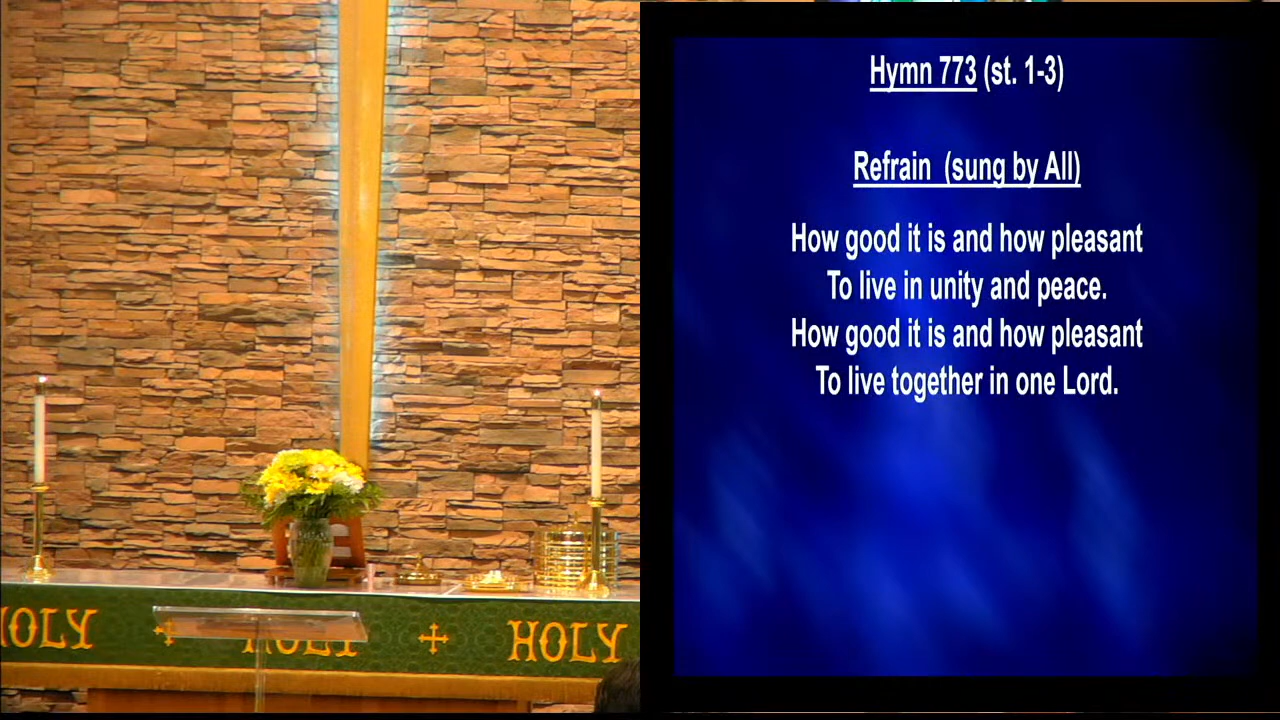 Hymn 773 (st. 1-3)
Refrain (sung by All)
How good it is and how pleasant
To live in unity and peace.
How good it is and how pleasant
To live together in one Lord.
HOLY HOLY HOLY